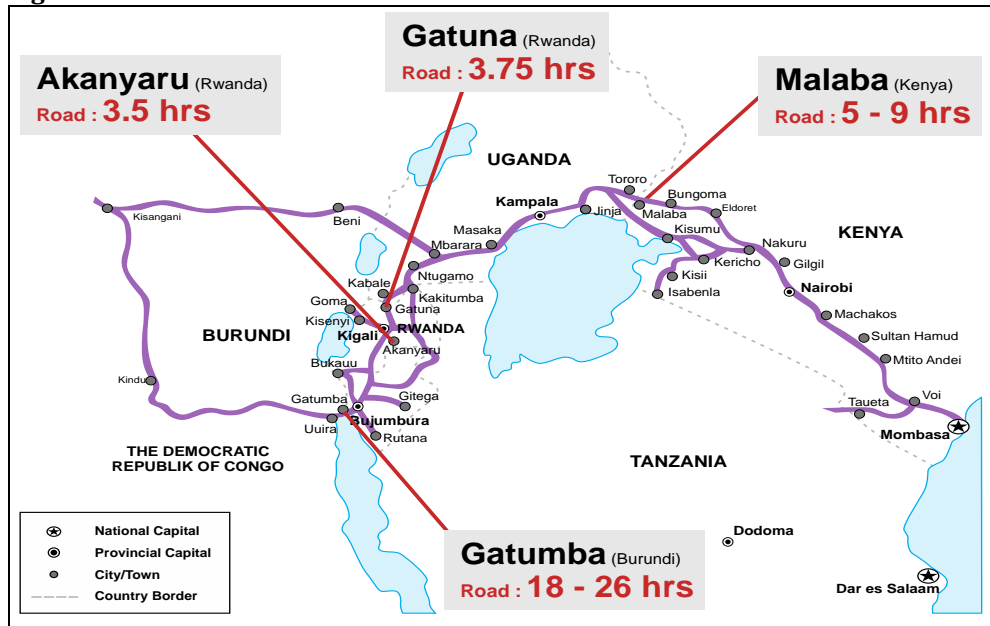 Gatuna (Rwanda)
Road : 3.75 hrs
Akanyaru (Rwanda)
Road : 3.5 hrs
Malaba (Kenya)
Road : 5 - 9 hrs
UGANDA
Tororo
Bungoma
Eldoret
Kisangani
Beni
Kampala
Jinja
Malaba
Masaka
Kisumu
KENYA
Mbarara
Nakuru
Kericho
Gilgil
Ntugamo
Kisii
Kabale
Kakitumba
Isabenla
Nairobi
Goma
Gatuna
Kisenyi
RWANDA
Machakos
BURUNDI
Kigali
Akanyaru
Sultan Hamud
Bukauu
Mtito Andei
Kindu
Gatumba
Gitega
Taueta
Voi
Bujumbura
Uuira
Rutana
Mombasa
THE DEMOCRATIC
REPUBLIK OF CONGO
TANZANIA
National Capital
Provincial Capital
City/Town
Country Border
Gatumba (Burundi)
Road : 18 - 26 hrs
Dodoma
Dar es Salaam